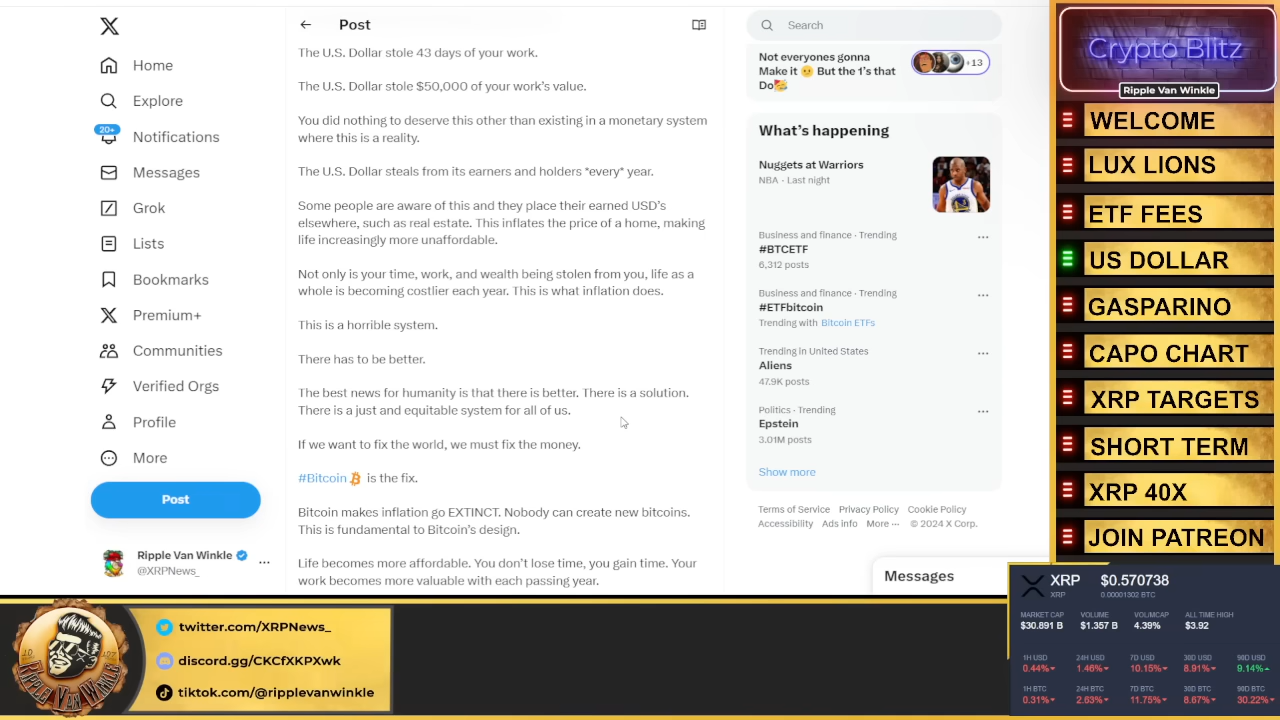 Home
Explore
20+
Notifications
Messages
Grok
Lists
Bookmarks
Premium+
Communities
Verified Orgs
Profile
More
Post
Ripple Van Winkle
@XRPNews_
Post
The U.S. Dollar stole 43 days of your work.
The U.S. Dollar stole $50,000 of your work's value.
You did nothing to deserve this other than existing in a monetary system
where this is a reality.
The U.S. Dollar steals from its earners and holders *every* year.
Some people are aware of this and they place their earned USD's
elsewhere, such as real estate. This inflates the price of a home, making
life increasingly more unaffordable.
Not only is your time, work, and wealth being stolen from you, life as a
whole is becoming costlier each year. This is what inflation does.
This is a horrible system.
There has to be better.
The best news for humanity is that there is better. There is a solution.
There is a just and equitable system for all of us.
If we want to fix the world, we must fix the money.
#Bitcoin is the fix.
Bitcoin makes inflation go EXTINCT. Nobody can create new bitcoins.
This is fundamental to Bitcoin's design.
Life becomes more affordable. You don't lose time, you gain time. Your
work becomes more valuable with each passing year.
Search
Not everyones gonna
Make it 😕 But the 1's that
Do🥳
+13
What's happening
Nuggets at Warriors
NBA · Last night
Business and finance · Trending
#BTCETF
6,312 posts
Business and finance · Trending
#ETFbitcoin
Trending with Bitcoin ETFs
Trending in United States
Aliens
47.9K posts
Politics · Trending
Epstein
3.01M posts
Show more
Terms of Service Privacy Policy Cookie Policy
Accessibility Ads info More ··· © 2024 X Corp.
Messages
Crypto Blitz
Ripple Van Winkle
WELCOME
LUX LIONS
ETF FEES
US DOLLAR
GASPARINO
CAPO CHART
XRP TARGETS
SHORT TERM
XRP 40X
JOIN PATREON
XRP $0.570738
XRP 0.00001302 BTC
MARKET CAP VOLUME VOL/MCAP ALL TIME HIGH
$30.891 B $1.357 B 4.39% $3.92
1H USD 24H USD 7D USD 30D USD 90D USD
0.44% 1.46% 10.15% 8.91% 9.14%
1H BTC 24H BTC 7D BTC 30D BTC 90D BTC
0.31% 2.63% 11.75% 8.67% 30.22%
RIPPLE VAN WINKLE
twitter.com/XRPNews_
discord.gg/CKCfXKPXwk
tiktok.com/@ripplevanwinkle